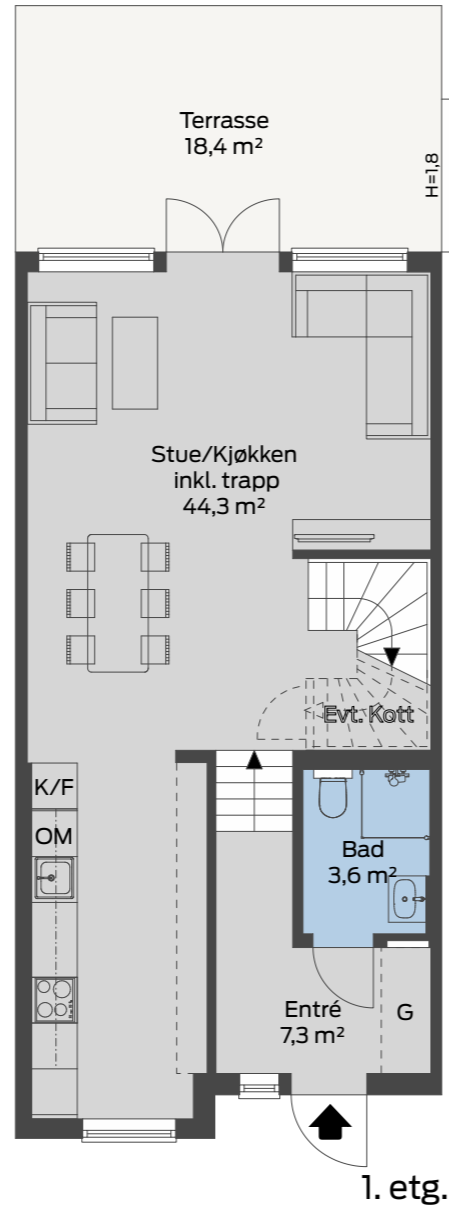 Terrasse
18,4 m²
H=1,8
Stue/Kjøkken
inkl. trapp
44,3 m²
Evt. Kott
K/F
OM
Bad
3,6 m²
Entré
7,3 m²
G
1. etg.